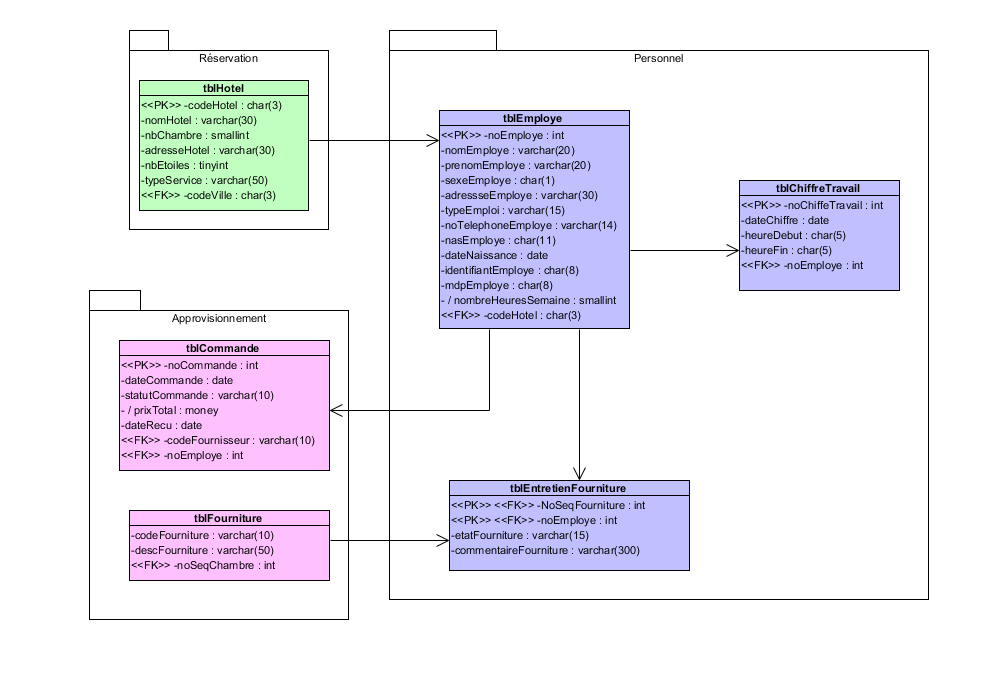 Réservation
tblHotel
<<PK>> -codeHotel : char(3)
-nomHotel : varchar(30)
-nbChambre : smallint
-adresseHotel : varchar(30)
-nbEtoiles : tinyint
-typeService : varchar(50)
<<FK>> -codeVille : char(3)
Personnel
tblEmploye
<<PK>> -noEmploye : int
-nomEmploye : varchar(20)
-prenomEmploye : varchar(20)
-sexeEmploye : char(1)
-adressseEmploye : varchar(30)
-typeEmploi : varchar(15)
-noTelephoneEmploye : varchar(14)
-nasEmploye : char(11)
-dateNaissance : date
-identifiantEmploye : char(8)
-mdpEmploye : char(8)
- / nombreHeuresSemaine : smallint
<<FK>> -codeHotel : char(3)
tblChiffreTravail
<<PK>> -noChiffeTravail : int
-dateChiffre : date
-heureDebut : char(5)
-heureFin : char(5)
<<FK>> -noEmploye : int
Approvisionnement
tblCommande
<<PK>> -noCommande : int
-dateCommande : date
-statutCommande : varchar(10)
- / prixTotal : money
-dateRecu : date
<<FK>> -codeFournisseur : varchar(10)
<<FK>> -noEmploye : int
tblFourniture
-codeFourniture : varchar(10)
-descFourniture : varchar(50)
<<FK>> -noSeqChambre : int
tblEntretienFourniture
<<PK>> <<FK>> -NoSeqFourniture : int
<<PK>> <<FK>> -noEmploye : int
-etatFourniture : varchar(15)
-commentaireFourniture : varchar(300)